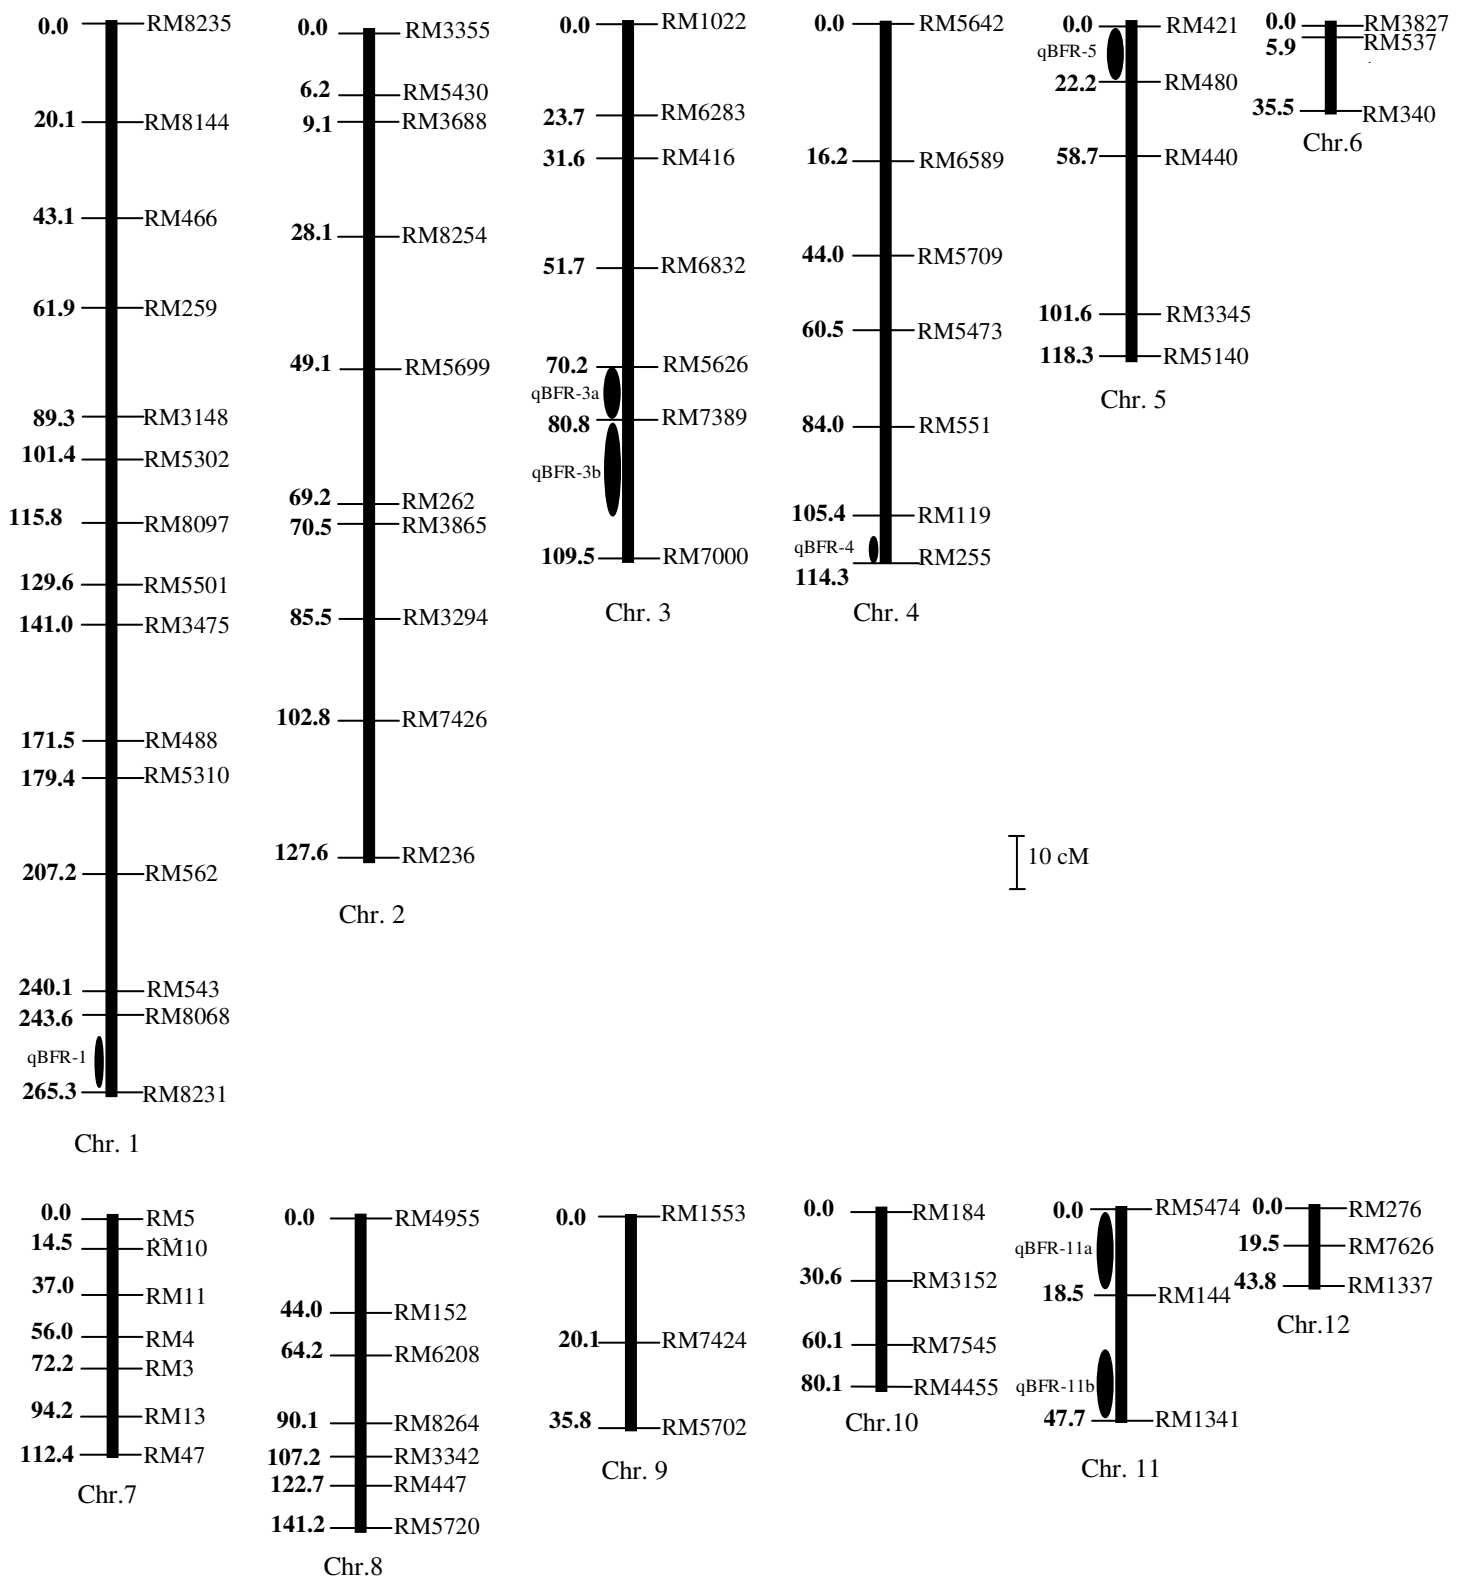 0.0 RM8235
20.1 RM8144
43.1 RM466
61.9 RM259
89.3 RM3148
101.4 RM5302
115.8 RM8097
129.6 RM5501
141.0 RM3475
171.5 RM488
179.4 RM5310
207.2 RM562
240.1 RM543
243.6 RM8068
qBFR-1
265.3 RM8231
Chr. 1
0.0 RM3355
6.2 RM5430
9.1 RM3688
28.1 RM8254
49.1 RM5699
69.2 RM262
70.5 RM3865
85.5 RM3294
102.8 RM7426
127.6 RM236
Chr. 2
0.0 RM1022
23.7 RM6283
31.6 RM416
51.7 RM6832
70.2 RM5626
qBFR-3a
80.8 RM7389
qBFR-3b
109.5 RM7000
Chr. 3
0.0 RM5642
16.2 RM6589
44.0 RM5709
60.5 RM5473
84.0 RM551
105.4 RM119
qBFR-4 RM255
114.3
Chr. 4
0.0 RM421
qBFR-5
22.2 RM480
58.7 RM440
101.6 RM3345
118.3 RM5140
Chr. 5
0.0 RM3827
5.9 RM537
35.5 RM340
Chr.6
10 cM
0.0 RM5
14.5 RM10
37.0 RM11
56.0 RM4
72.2 RM3
94.2 RM13
112.4 RM47
Chr.7
0.0 RM4955
44.0 RM152
64.2 RM6208
90.1 RM8264
107.2 RM3342
122.7 RM447
141.2 RM5720
Chr.8
0.0 RM1553
20.1 RM7424
35.8 RM5702
Chr. 9
0.0 RM184
30.6 RM3152
60.1 RM7545
80.1 RM4455
Chr.10
0.0 RM5474
qBFR-11a
18.5 RM144
qBFR-11b
47.7 RM1341
Chr. 11
0.0 RM276
19.5 RM7626
43.8 RM1337
Chr.12